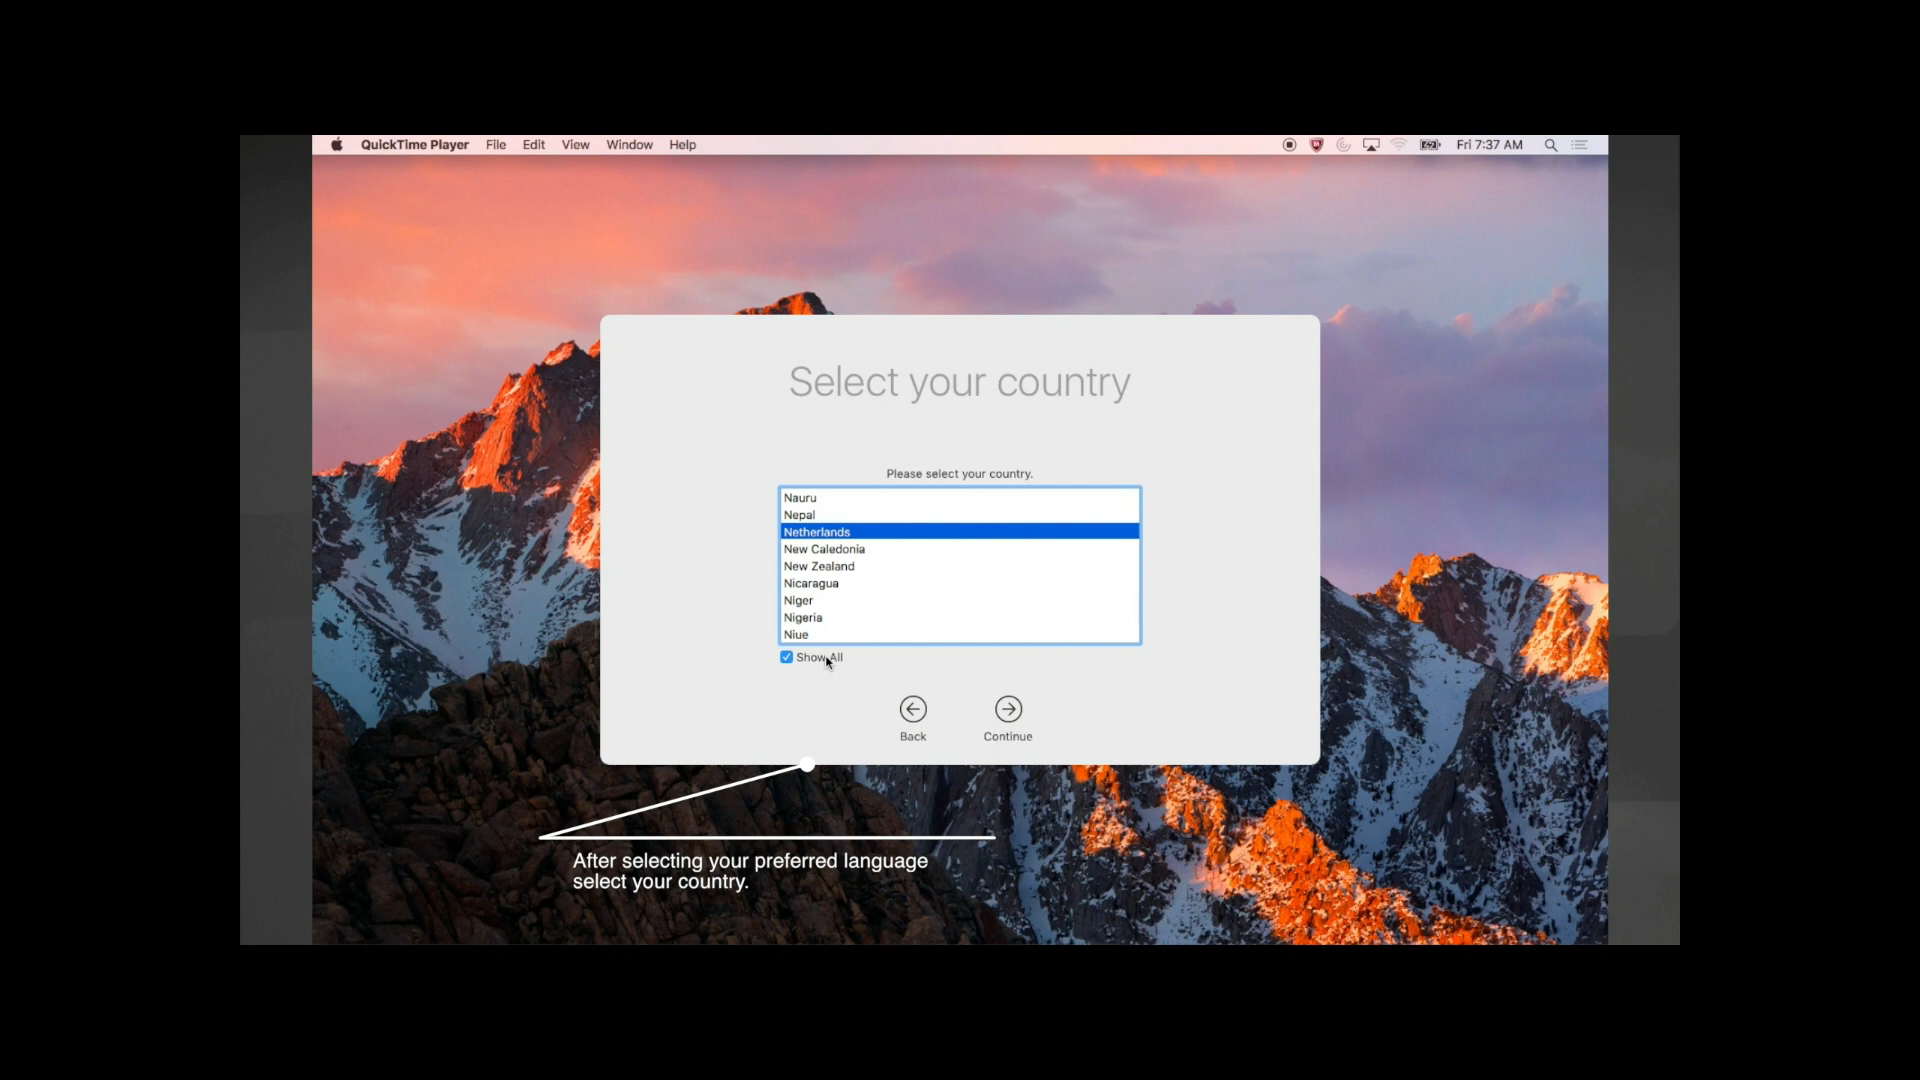 QuickTime Player File Edit View Window Help Fri 7:37 AM
Select your country
Please select your country.
Nauru
Nepal
Netherlands
New Caledonia
New Zealand
Nicaragua
Niger
Nigeria
Niue
Show All
Back Continue
After selecting your preferred language
select your country.